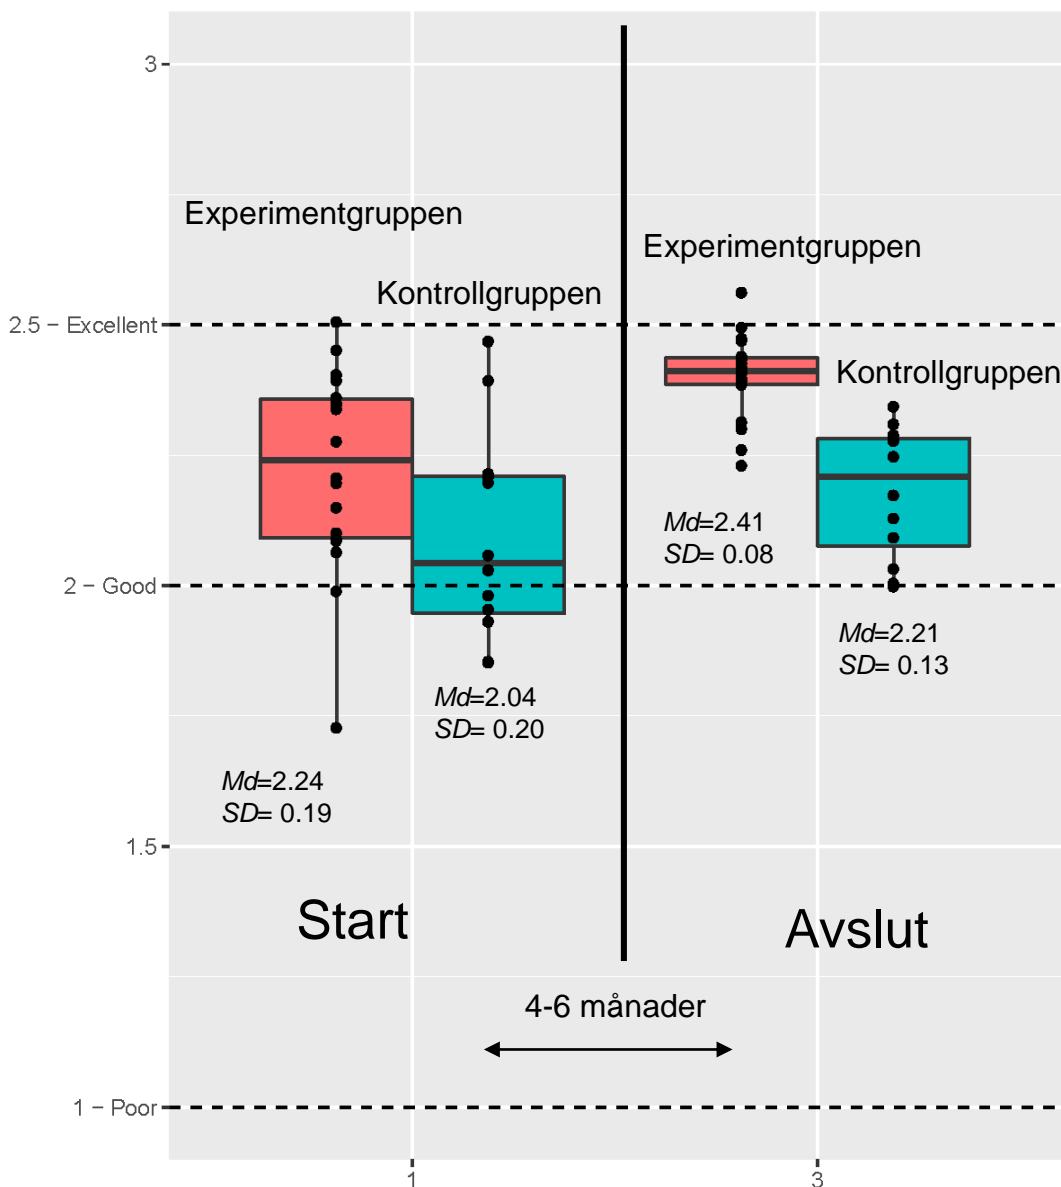 3
Experimentgruppen
Experimentgruppen
Kontrollgruppen
2.5 − Excellent
Kontrollgruppen
Md=2.41
SD= 0.08
2 − Good
Md=2.21
SD= 0.13
Md=2.04
SD= 0.20
Md=2.24
SD= 0.19
1.5
Start
Avslut
4-6 månader
1 − Poor
1
3